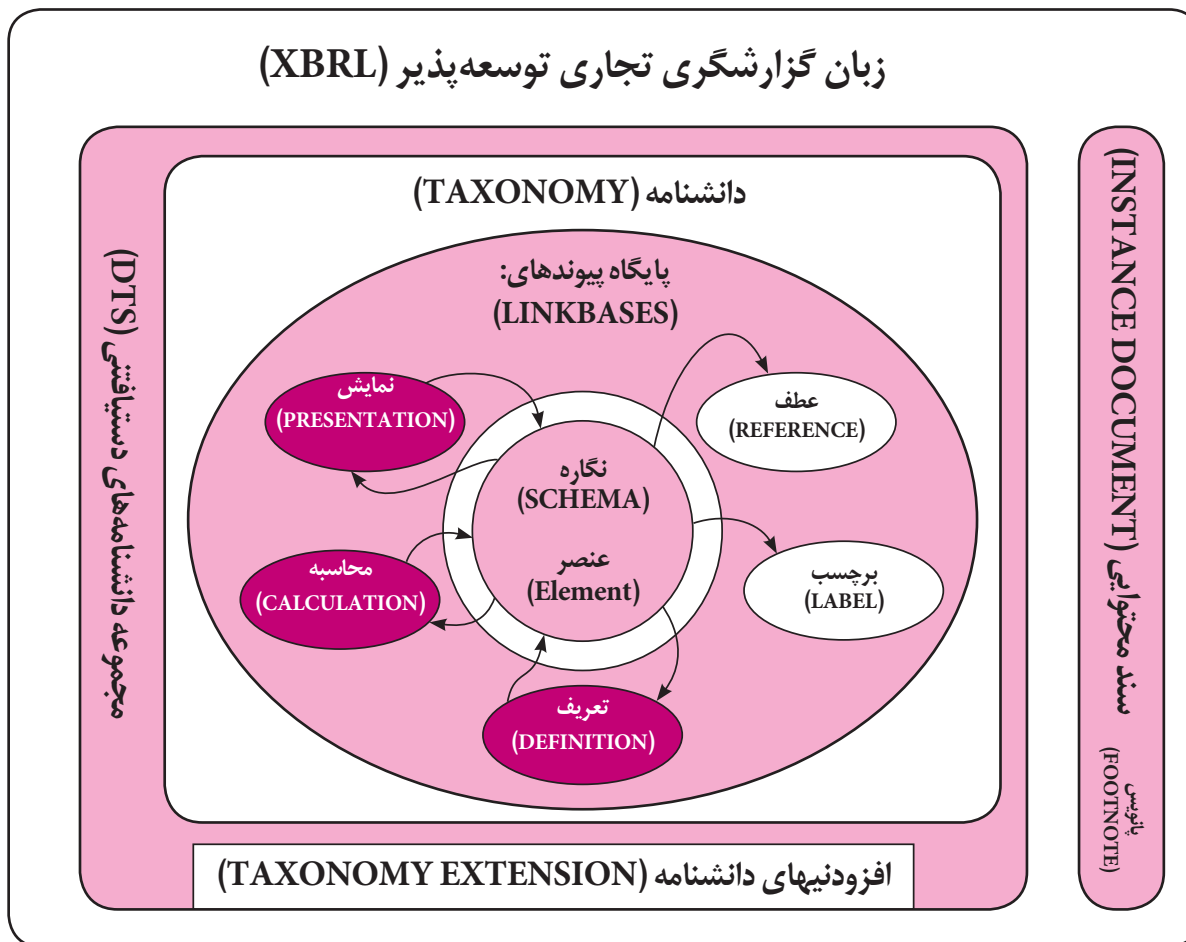 زبان گزارشگری تجاری توسعه‌پذیر (XBRL)
دانشنامه (TAXONOMY)
پایگاه پیوندهای:
(LINKBASES)
نمایش
(PRESENTATION)
عطف
(REFERENCE)
نگاره
(SCHEMA)
عنصر
(Element)
محاسبه
(CALCULATION)
برچسب
(LABEL)
تعریف
(DEFINITION)
افزودنیهای دانشنامه (TAXONOMY EXTENSION)
مجموعه دانشنامه‌های دستیافتنی (DTS)
سند محتوایی (INSTANCE DOCUMENT)
پانویس
(FOOTNOTE)